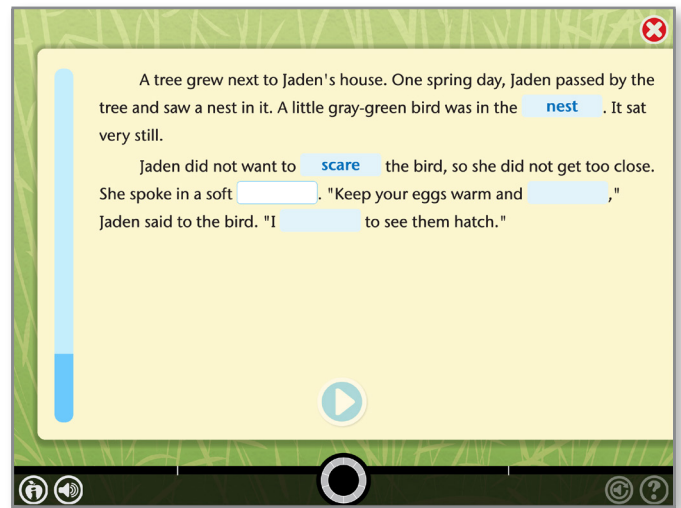 A tree grew next to Jaden's house. One spring day, Jaden passed by the
tree and saw a nest in it. A little gray-green bird was in the nest . It sat
very still.
Jaden did not want to scare the bird, so she did not get too close.
She spoke in a soft . "Keep your eggs warm and ,"
Jaden said to the bird. "I to see them hatch."
?